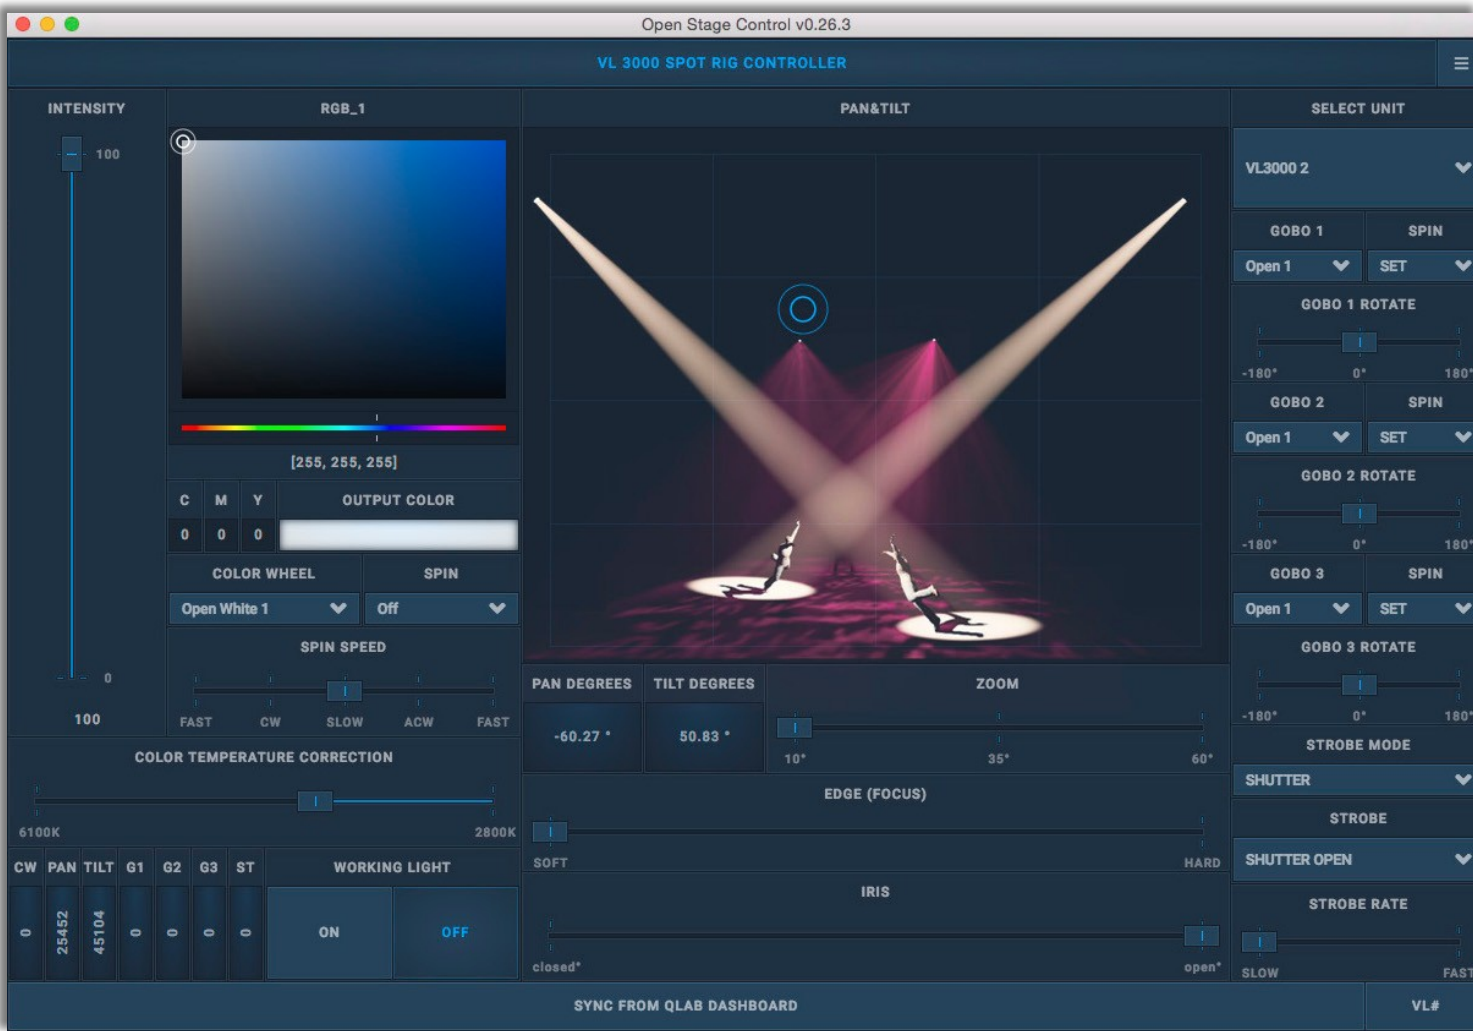 Open Stage Control v0.26.3
VL 3000 SPOT RIG CONTROLLER
INTENSITY
100
0
100
RGB_1
[255, 255, 255]
C M Y OUTPUT COLOR
0 0 0
COLOR WHEEL SPIN
Open White 1 Off
SPIN SPEED
FAST CW SLOW ACW FAST
COLOR TEMPERATURE CORRECTION
6100K 2800K
CW PAN TILT G1 G2 G3 ST WORKING LIGHT
0 25452 45104 0 0 0 0 ON OFF
PAN&TILT
PAN DEGREES TILT DEGREES ZOOM
-60.27 ° 50.83 °
10° 35° 60°
EDGE (FOCUS)
SOFT HARD
IRIS
closed° open°
SELECT UNIT
VL3000 2
GOBO 1 SPIN
Open 1 SET
GOBO 1 ROTATE
-180° 0° 180°
GOBO 2 SPIN
Open 1 SET
GOBO 2 ROTATE
-180° 0° 180°
GOBO 3 SPIN
Open 1 SET
GOBO 3 ROTATE
-180° 0° 180°
STROBE MODE
SHUTTER
STROBE
SHUTTER OPEN
STROBE RATE
SLOW FAST
SYNC FROM QLAB DASHBOARD VL#